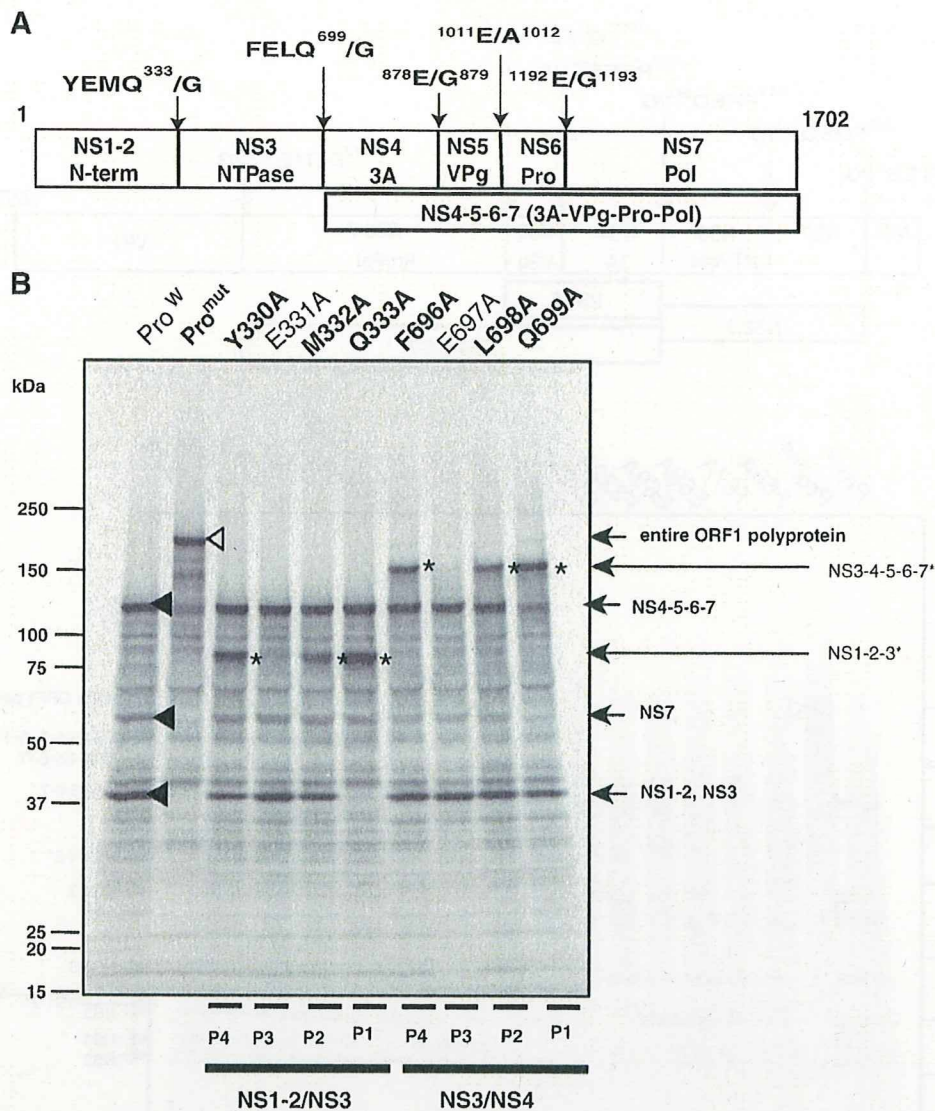 A
YEMQ333/G
FELQ699/G
878E/G879
1011E/A1012
1192E/G1193
1
1702
NS1-2
N-term
NS3
NTPase
NS4
3A
NS5
VPg
NS6
Pro
NS7
Pol
NS4-5-6-7 (3A-VPg-Pro-Pol)
B
kDa
Pro W
Pro mut
Y330A
E331A
M332A
Q333A
F696A
E697A
L698A
Q699A
250
150
100
75
50
37
25
20
15
*
*
*
*
*
*
entire ORF1 polyprotein
NS3-4-5-6-7*
NS4-5-6-7
NS1-2-3*
NS7
NS1-2, NS3
P4 P3 P2 P1 P4 P3 P2 P1
NS1-2/NS3 NS3/NS4